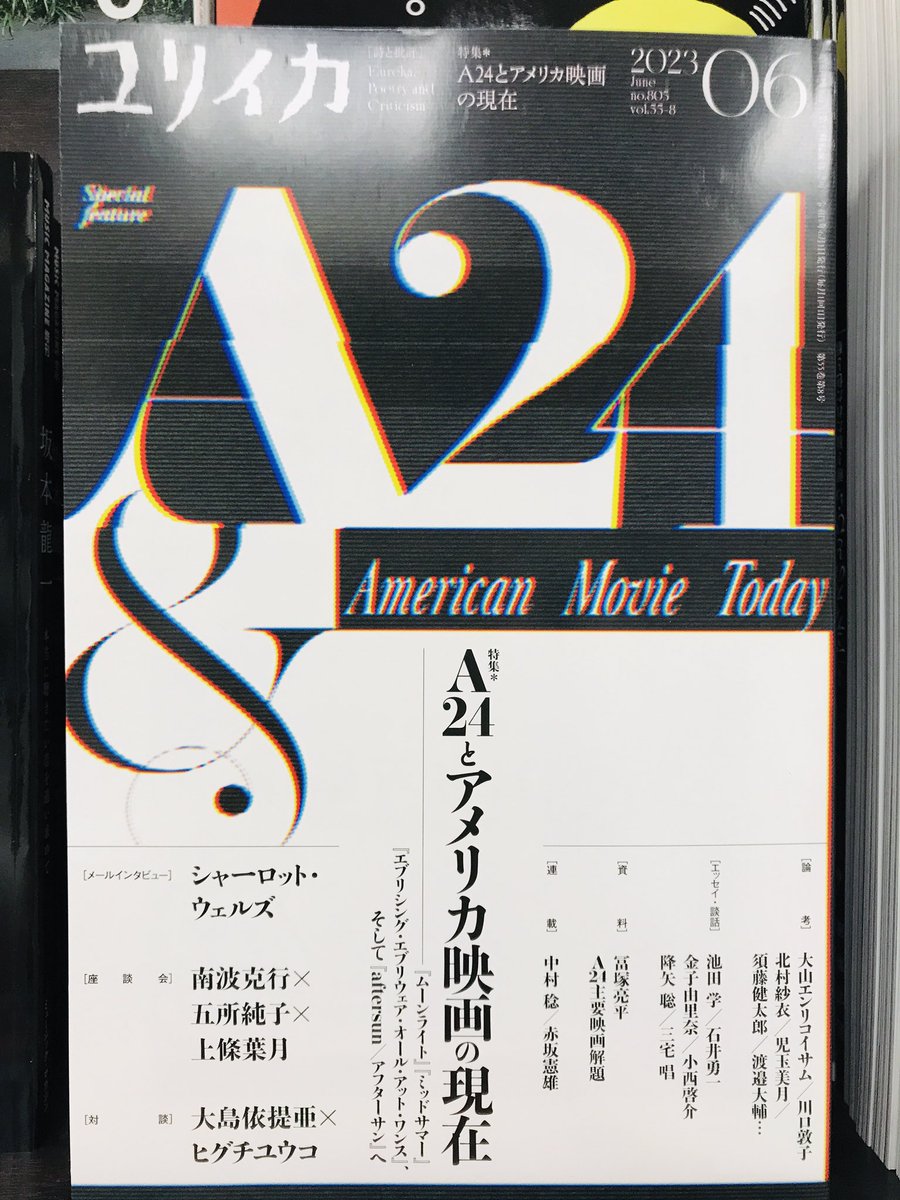 ユリイカ
[詩と批評]
Eureka
Poetry and
Criticism
特集*
A24とアメリカ映画
の現在
2023
June
no.805
vol.55-8
06
Special
feature
A24
&
American Movie Today
特集*
A24とアメリカ映画の現在
『ムーンライト』『ミッドサマー』
『エブリシング・エブリウェア・オール・アット・ワンス』、
そして『aftersun/アフターサン』へ
[論考]
大山エンリコイサム/川口敦子
北村紗衣/児玉美月/
須藤健太郎/渡邉大輔…
[エッセイ・談話]
池田 学/石井勇一
金子由里奈/小西啓介
降矢 聡/三宅 唱
[資料]
冨塚亮平
A24主要映画解題
[連載]
中村 稔/赤坂憲雄
[メールインタビュー]
シャーロット・
ウェルズ
[座談会]
南波克行×
五所純子×
上條葉月
[対談]
大島依提亜×
ヒグチユウコ
MUSIC MAGAZINE
坂本龍一